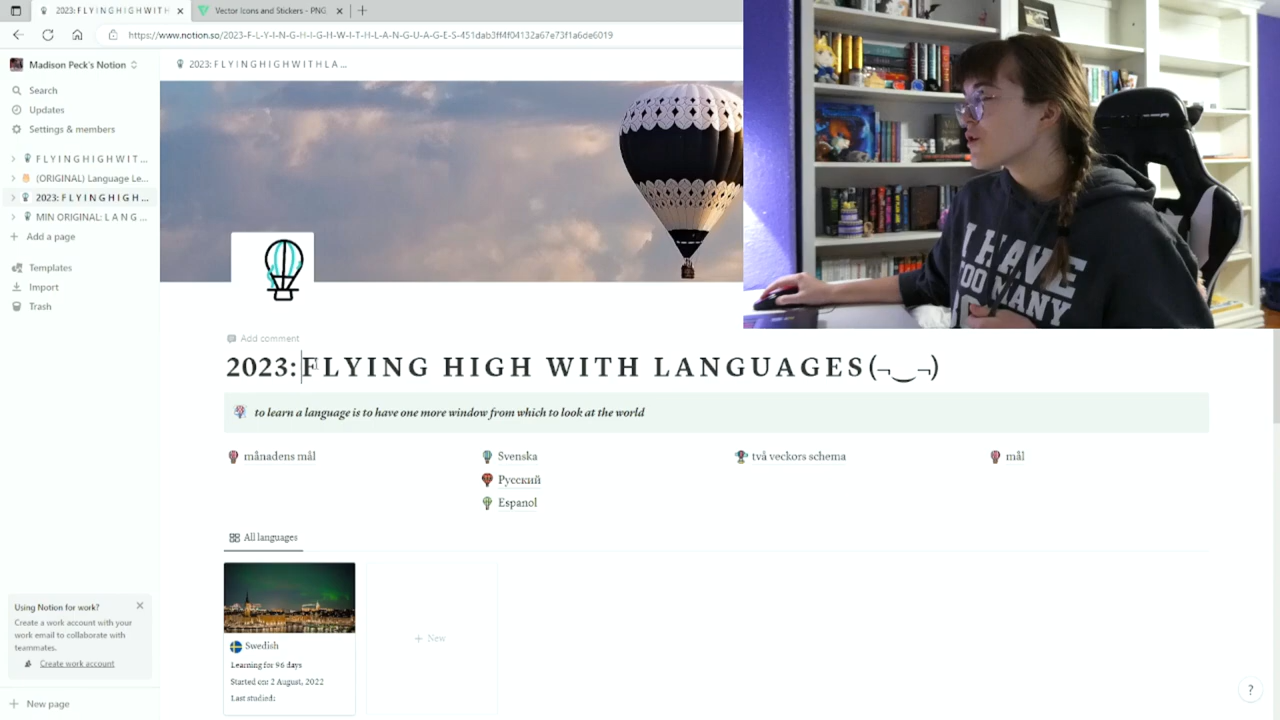 2023: F L Y I N G H I G H W I T H
Vector Icons and Stickers - PNG
https://www.notion.so/2023-F-L-Y-I-N-G-H-I-G-H-W-I-T-H-L-A-N-G-U-A-G-E-S-451dab3ff4f04132a67e73f1a6de6019
Madison Peck's Notion
2023: F L Y I N G H I G H W I T H L A ...
Search
Updates
Settings & members
F L Y I N G H I G H W I T ...
(ORIGINAL) Language Le...
2023: F L Y I N G H I G H ...
MIN ORIGINAL: L A N G ...
Add a page
Templates
Import
Trash
I HAVE
TOO MANY
Add comment
2023: FLYING HIGH WITH LANGUAGES(¬‿¬)
to learn a language is to have one more window from which to look at the world
månadens mål
Svenska
två veckors schema
mål
Русский
Espanol
All languages
+ New
Swedish
Learning for 96 days
Started on: 2 August, 2022
Last studied:
Using Notion for work?
Create a work account with your
work email to collaborate with
teammates.
Create work account
New page
?